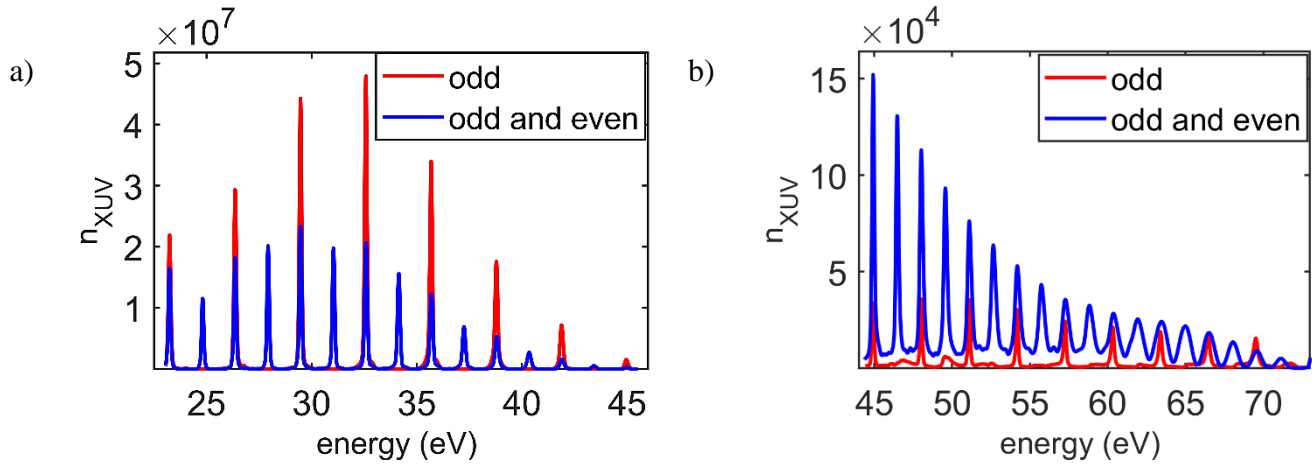 a)
×10^7
5
4
3
2
1
n_XUV
odd
odd and even
25 30 35 40 45
energy (eV)
b)
×10^4
15
10
5
n_XUV
odd
odd and even
45 50 55 60 65 70
energy (eV)